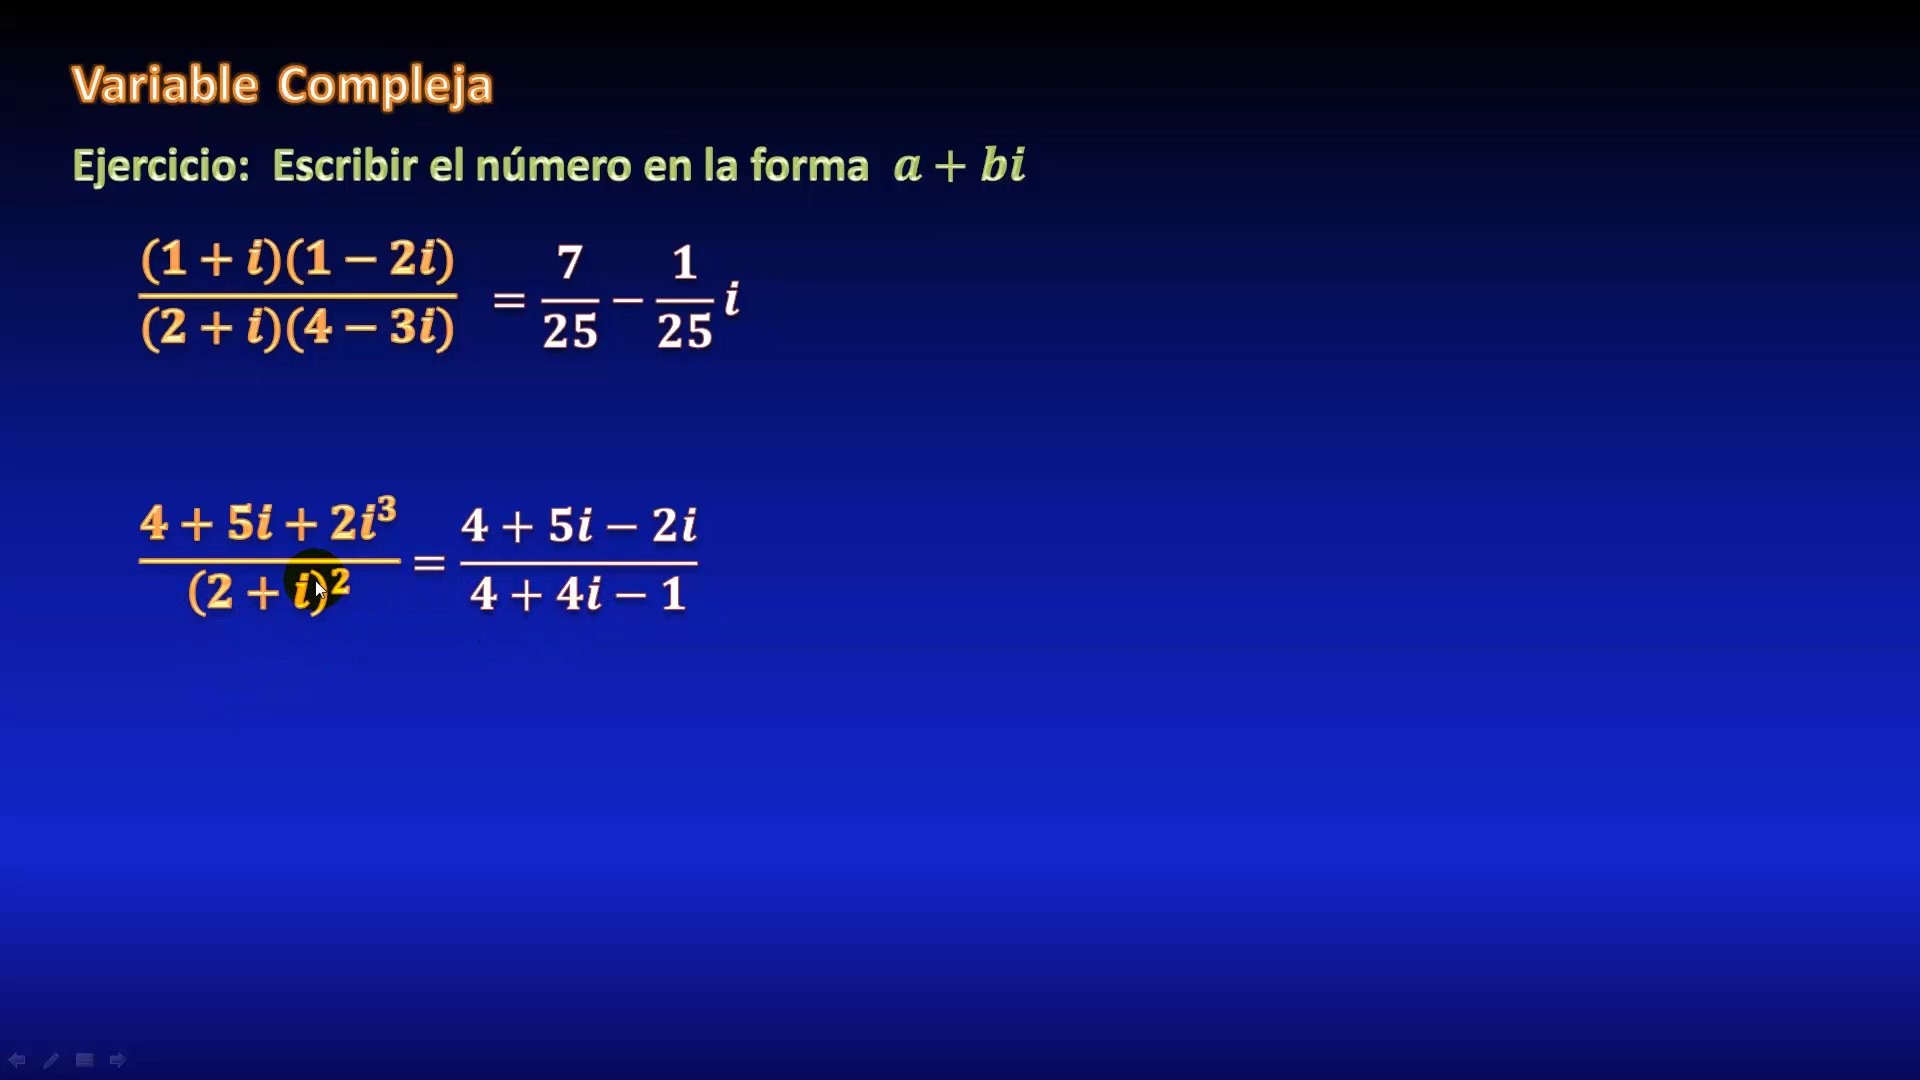 Variable Compleja
Ejercicio: Escribir el número en la forma a + bi
(1 + i)(1 − 2i) / (2 + i)(4 − 3i) = 7/25 − 1/25 i
4 + 5i + 2i³ / (2 + i)² = 4 + 5i − 2i / 4 + 4i − 1